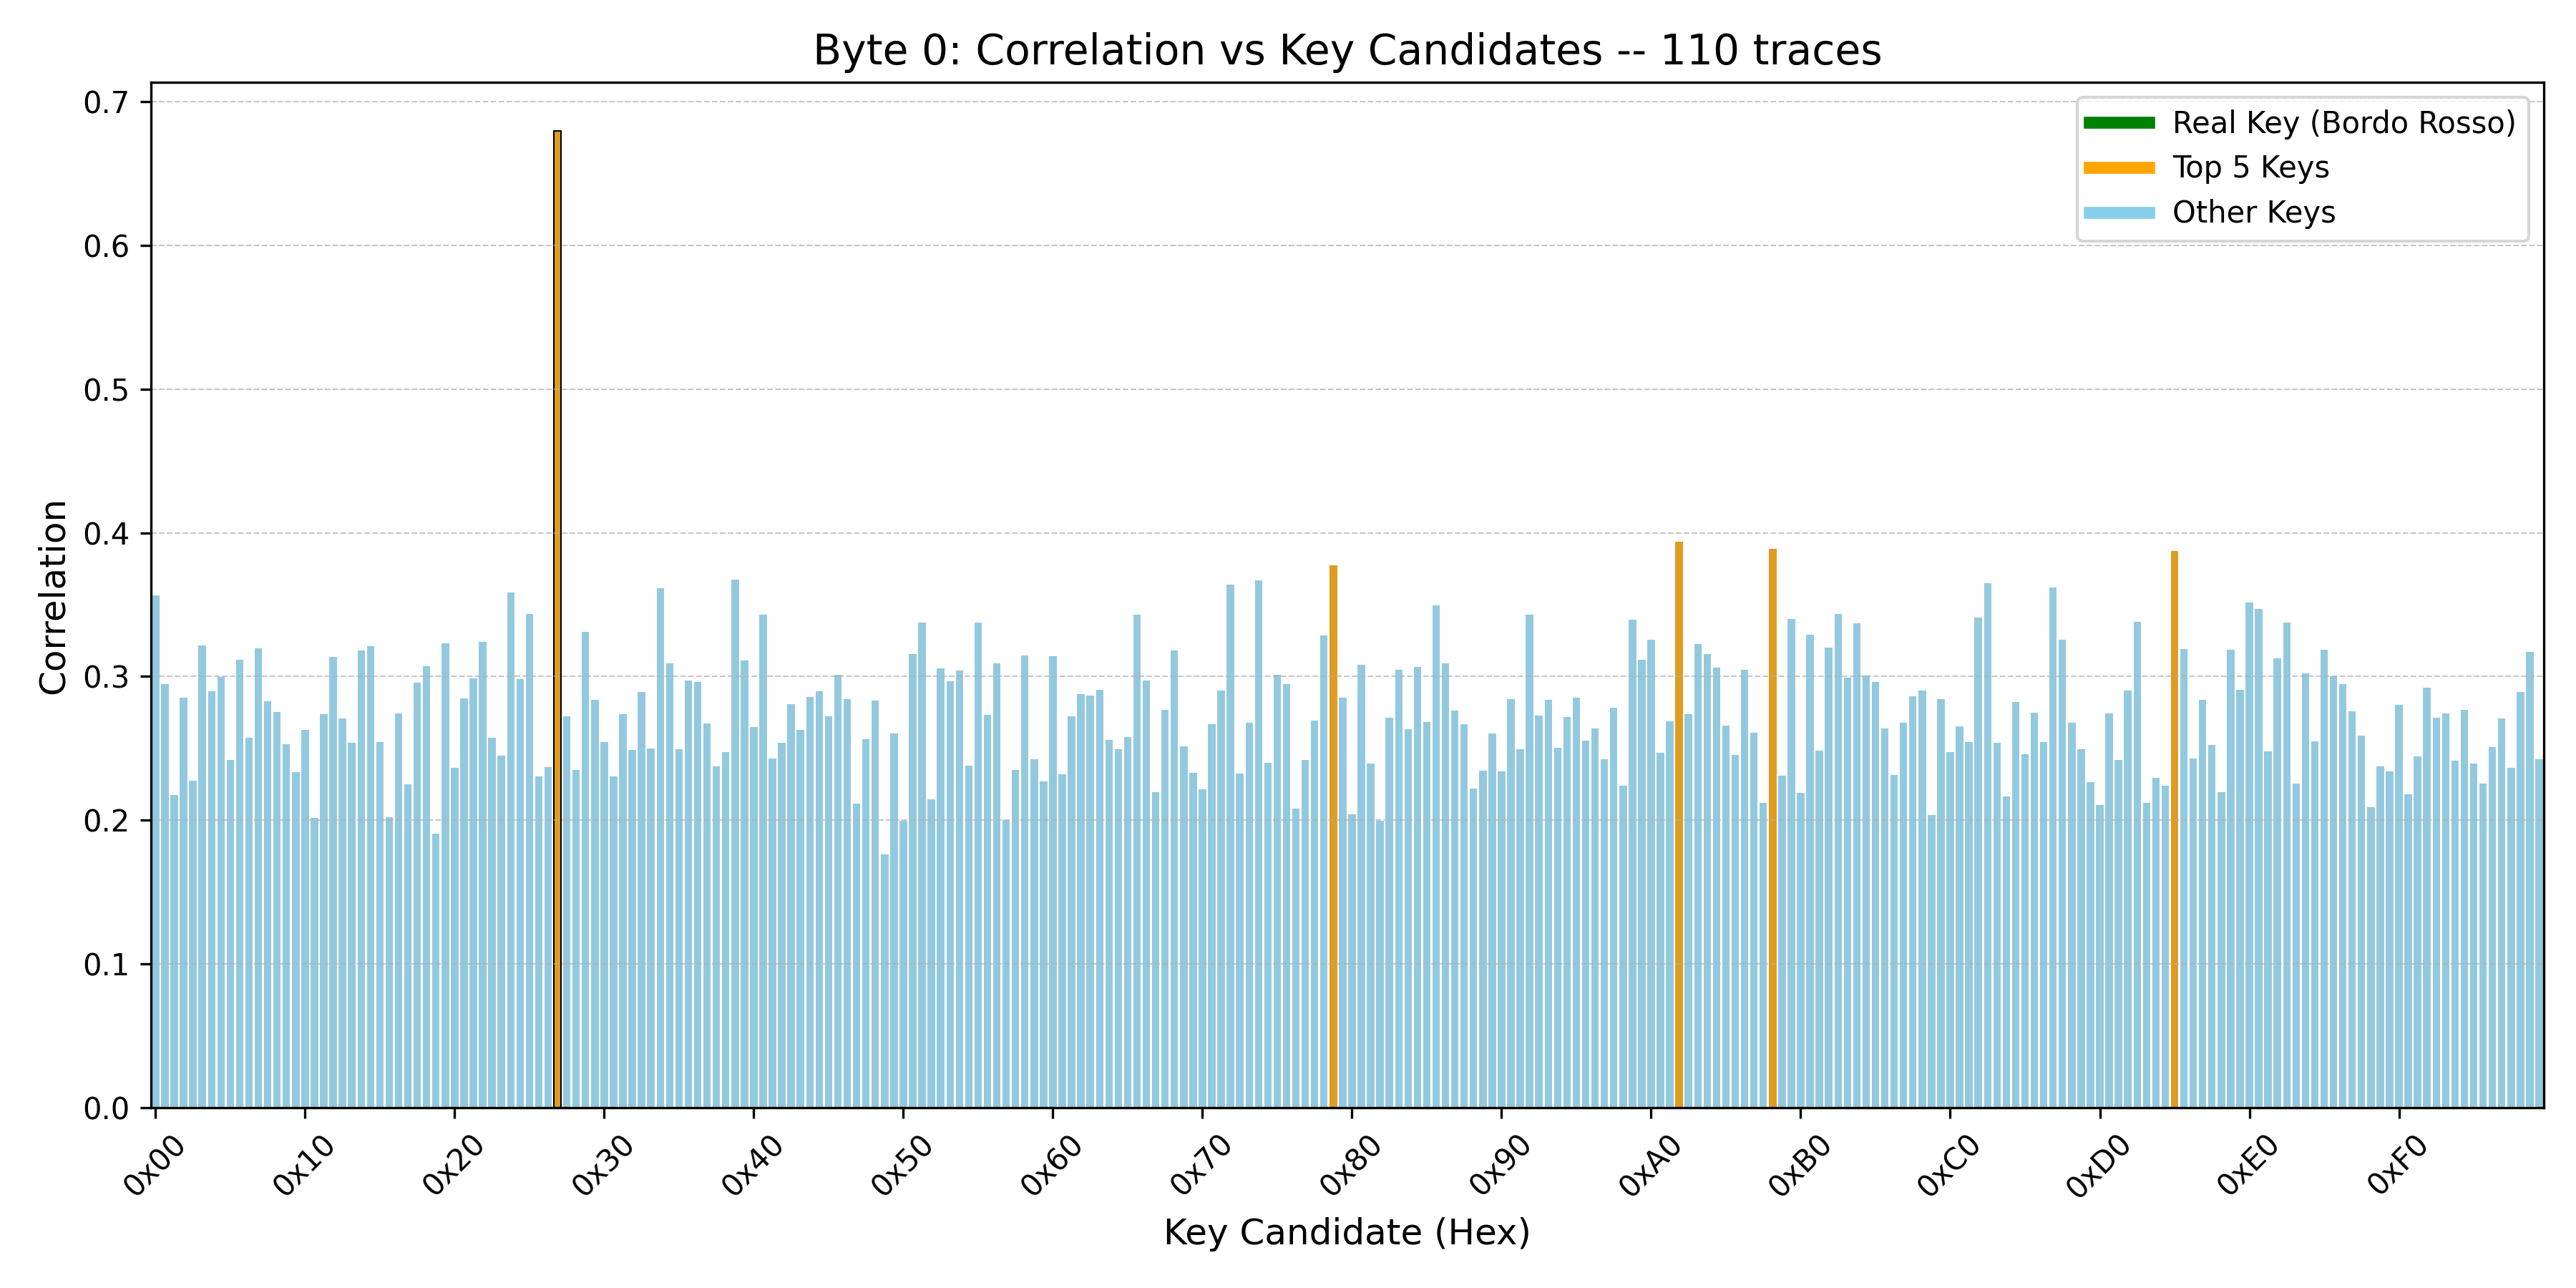 Byte 0: Correlation vs Key Candidates -- 110 traces
Real Key (Bordo Rosso)
Top 5 Keys
Other Keys
Correlation
0.7
0.6
0.5
0.4
0.3
0.2
0.1
0.0
0x00 0x10 0x20 0x30 0x40 0x50 0x60 0x70 0x80 0x90 0xA0 0xB0 0xC0 0xD0 0xE0 0xF0
Key Candidate (Hex)